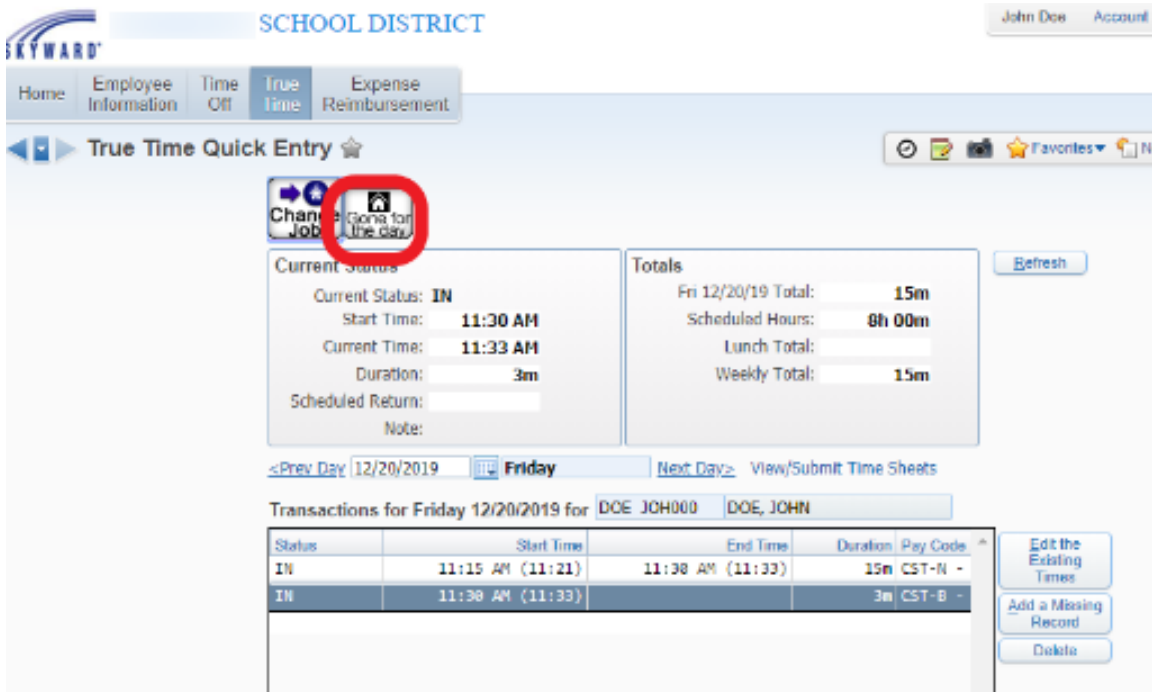 SCHOOL DISTRICT
John Doe Account
SKYWARD
Home Employee Information Time Off True Time Expense Reimbursement
True Time Quick Entry
Favorites
Change Job Gone for the day
Current Status
Current Status: IN
Start Time: 11:30 AM
Current Time: 11:33 AM
Duration: 3m
Scheduled Return:
Note:
Totals
Fri 12/20/19 Total: 15m
Scheduled Hours: 8h 00m
Lunch Total:
Weekly Total: 15m
Refresh
<Prev Day 12/20/2019 Friday Next Day> View/Submit Time Sheets
Transactions for Friday 12/20/2019 for DOE JOH000 DOE, JOHN
Status Start Time End Time Duration Pay Code
IN 11:15 AM (11:21) 11:30 AM (11:33) 15m CST-N -
IN 11:30 AM (11:33) 3m CST-B -
Edit the Existing Times
Add a Missing Record
Delete